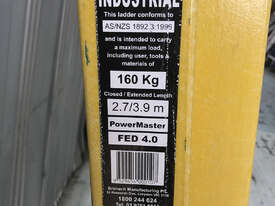 INDUSTRIAL
This ladder conforms to
AS/NZS 1892.3:1996
and is intended to carry
a maximum load,
including user, tools &
materials of
160 Kg
Closed / Extended Length
2.7/3.9 m
PowerMaster
FED 4.0
Branach Manufacturing P/L
1800 244 624